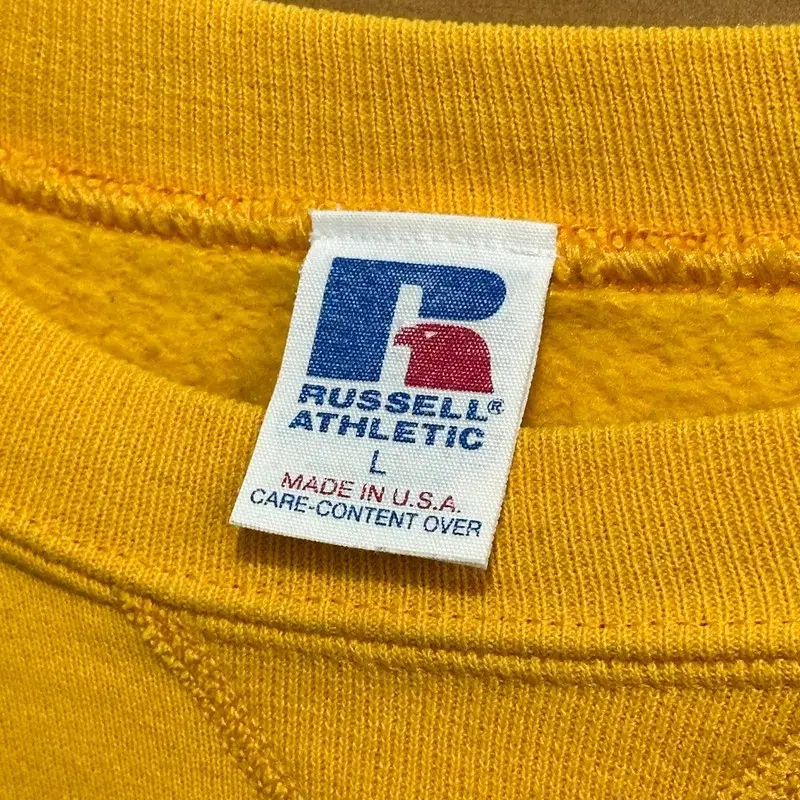 RUSSELL®
ATHLETIC
L
MADE IN U.S.A.
CARE-CONTENT OVER